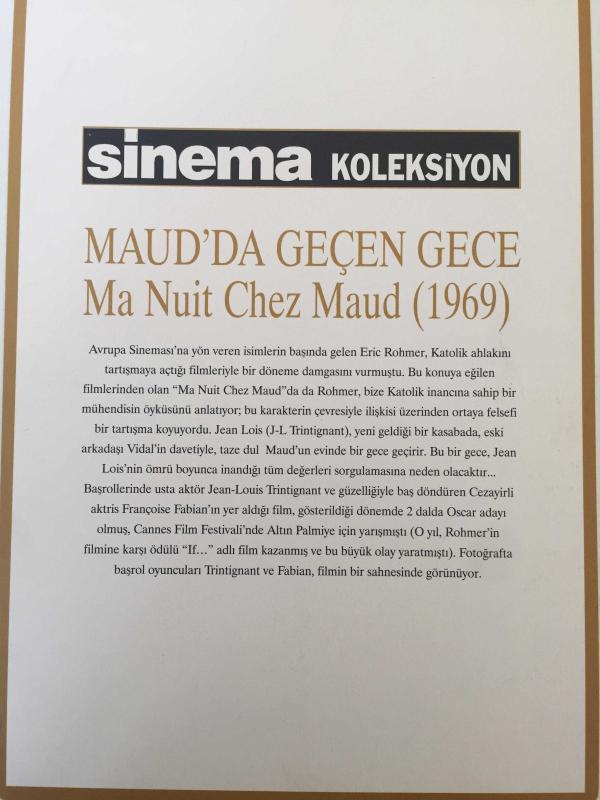 sinema KOLEKSİYON
MAUD'DA GEÇEN GECE
Ma Nuit Chez Maud (1969)
Avrupa Sineması'na yön veren isimlerin başında gelen Eric Rohmer, Katolik ahlakını
tartışmaya açtığı filmleriyle bir döneme damgasını vurmuştu. Bu konuya eğilen
filmlerinden olan “Ma Nuit Chez Maud”da da Rohmer, bize Katolik inancına sahip bir
mühendisin öyküsünü anlatıyor; bu karakterin çevresiyle ilişkisi üzerinden ortaya felsefi
bir tartışma koyuyordu. Jean Lois (J-L Trintignant), yeni geldiği bir kasabada, eski
arkadaşı Vidal'in davetiyle, taze dul Maud'un evinde bir gece geçirir. Bu bir gece, Jean
Lois'nin ömrü boyunca inandığı tüm değerleri sorgulamasına neden olacaktır...
Başrollerinde usta aktör Jean-Louis Trintignant ve güzelliğiyle baş döndüren Cezayirli
aktris Françoise Fabian'ın yer aldığı film, gösterildiği dönemde 2 dalda Oscar adayı
olmuş, Cannes Film Festivali'nde Altın Palmiye için yarışmıştı (O yıl, Rohmer'in
filmine karşı ödülü “If…” adlı film kazanmış ve bu büyük olay yaratmıştı). Fotoğrafta
başrol oyuncuları Trintignant ve Fabian, filmin bir sahnesinde görünüyor.